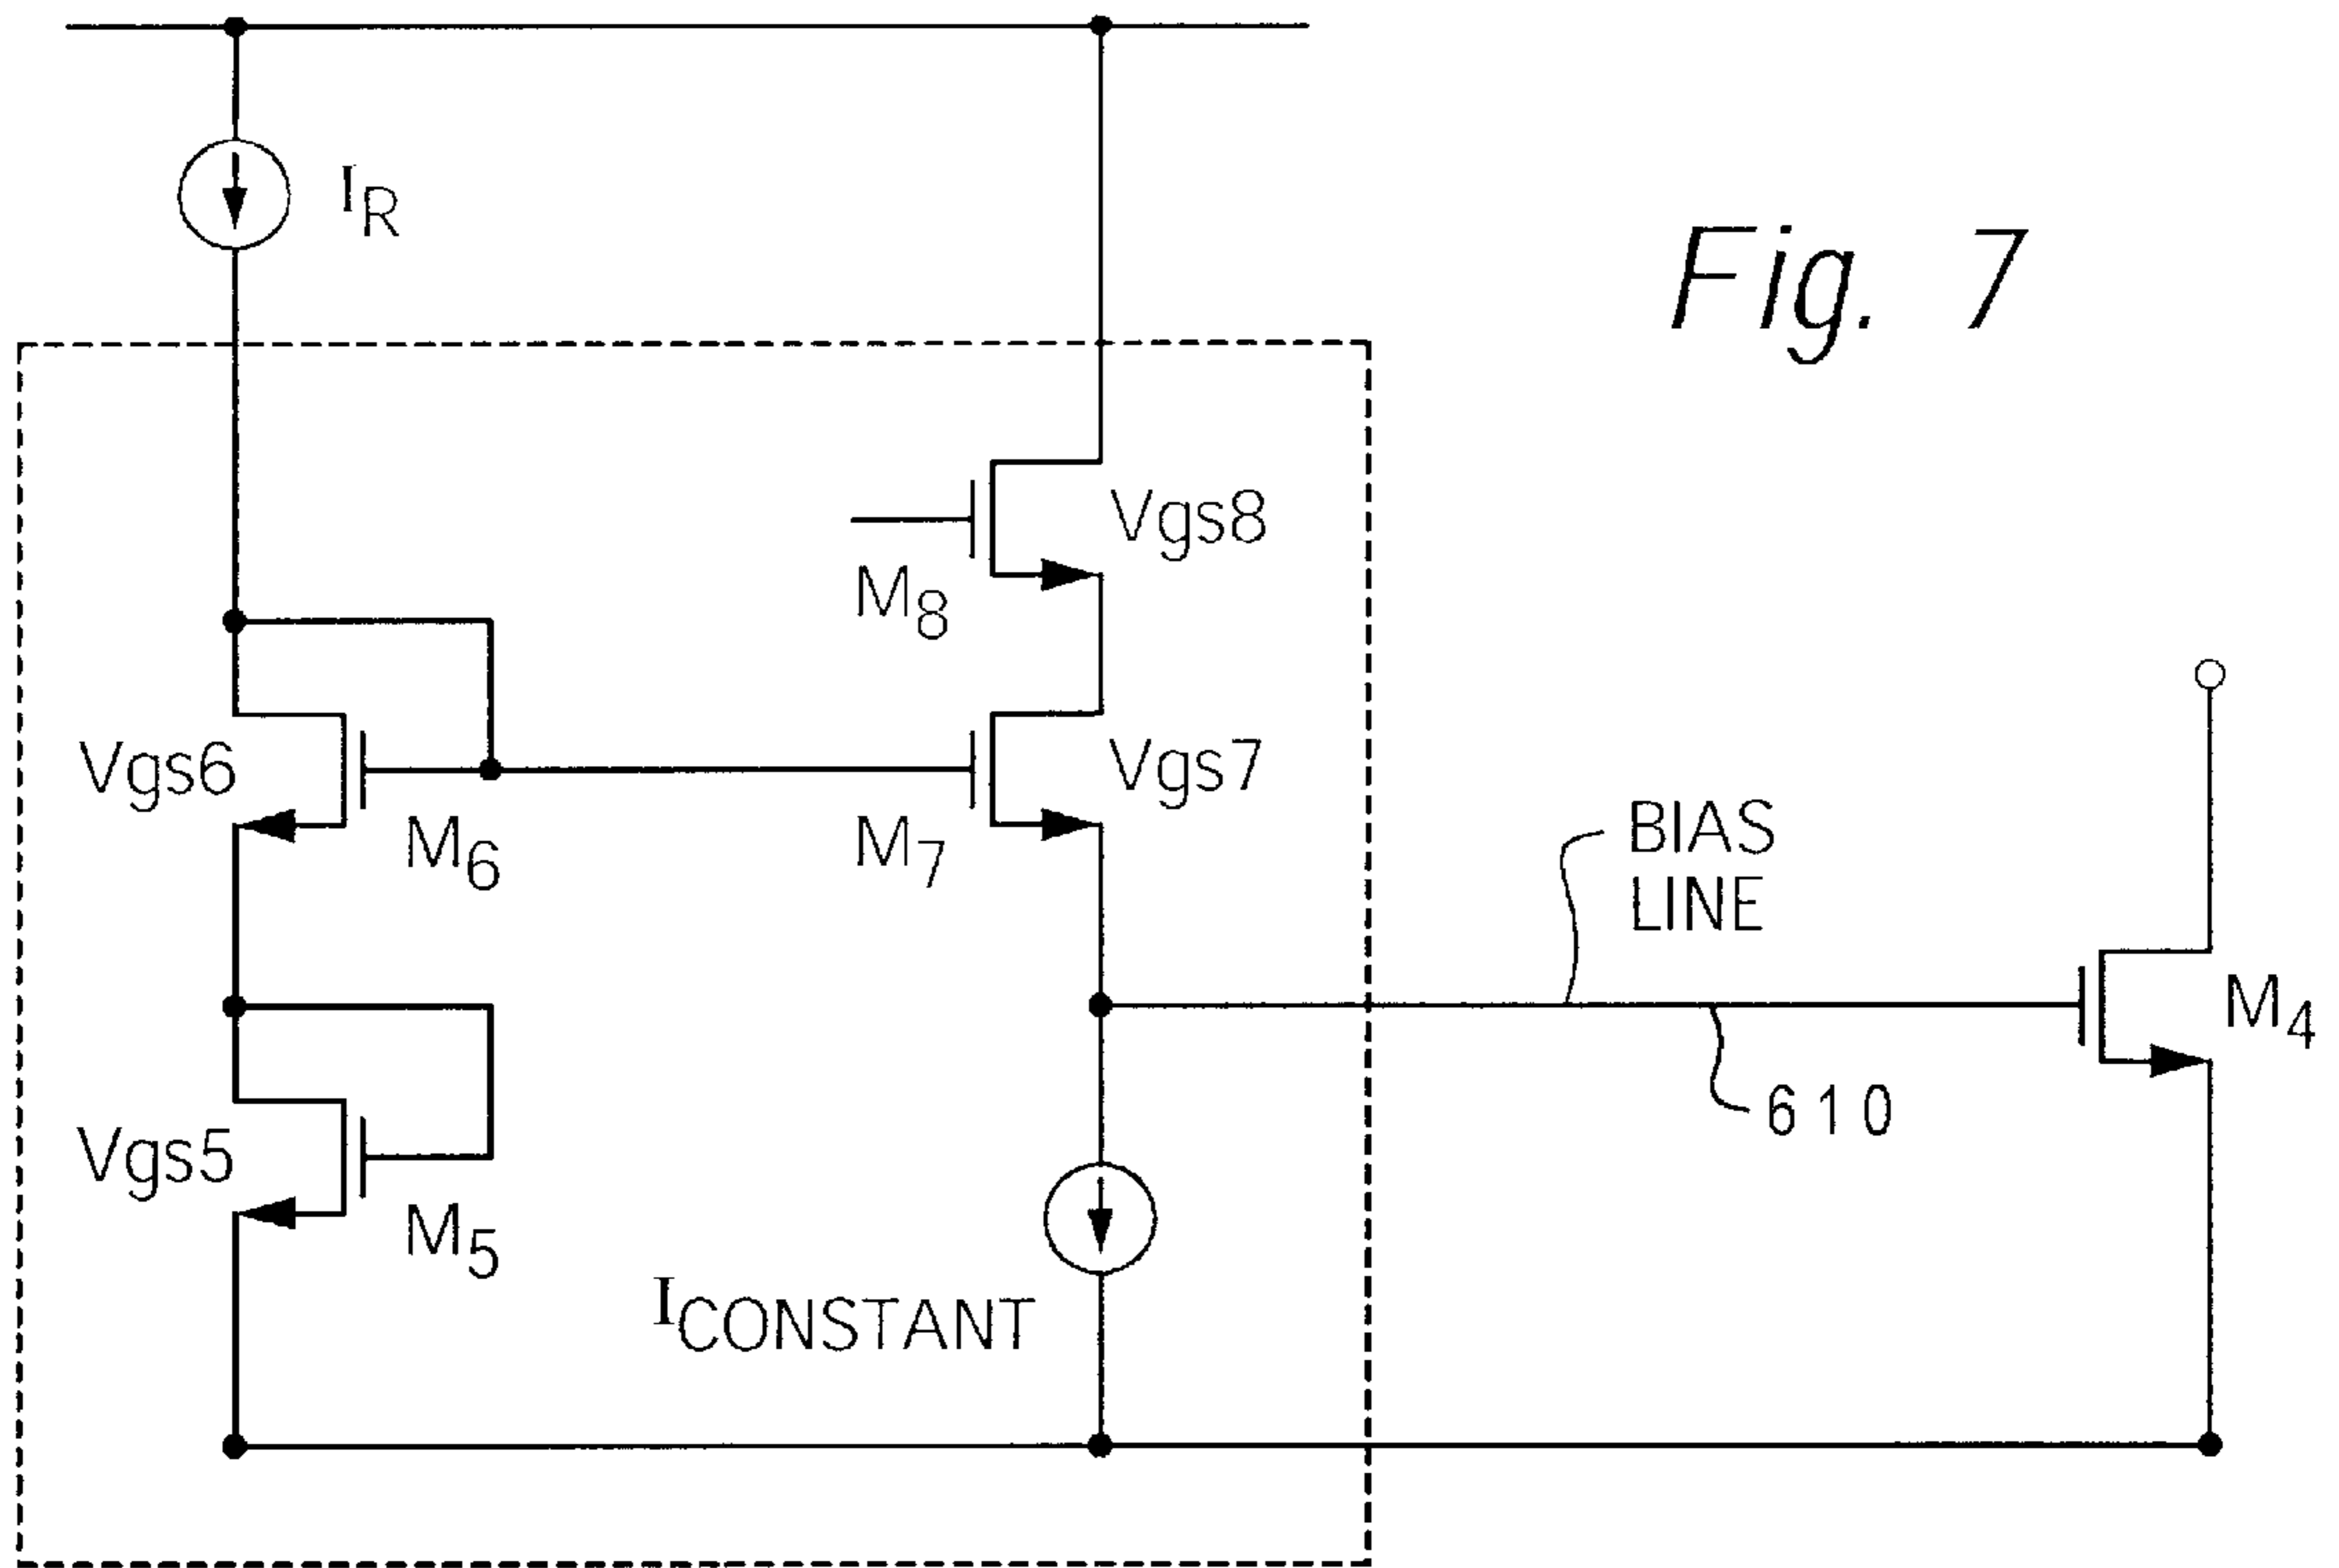 I_R
Fig. 7
Vgs8
M_8
Vgs6
M_6
Vgs7
M_7
BIAS
LINE
M_4
610
Vgs5
M_5
I_CONSTANT